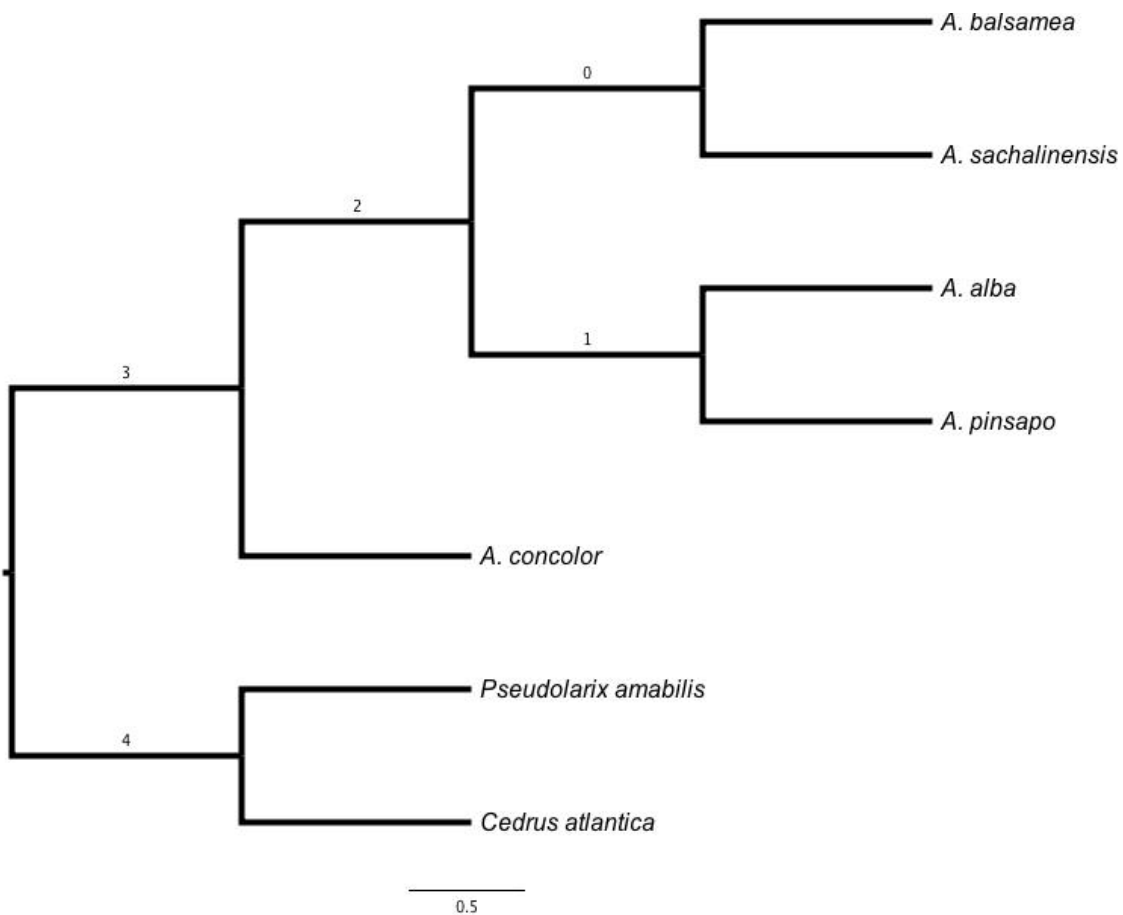 A. balsamea
0
A. sachalinensis
2
A. alba
1
3
A. pinsapo
A. concolor
Pseudolarix amabilis
4
Cedrus atlantica
0.5